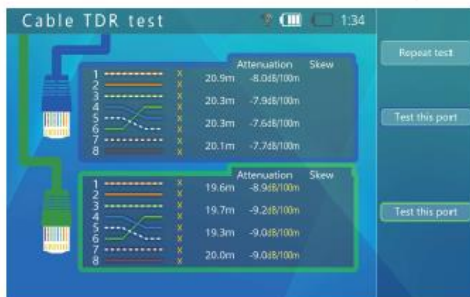 Cable TDR test 1:34
Repeat test
Attenuation Skew
1 X 20.9m -8.0dB/100m
2 X
3 X 20.3m -7.9dB/100m
4 X
5 X 20.3m -7.6dB/100m
6 X
7 X 20.1m -7.7dB/100m
8 X
Test this port
Attenuation Skew
1 X 19.6m -8.9dB/100m
2 X
3 X 19.7m -9.2dB/100m
4 X
5 X 19.3m -9.0dB/100m
6 X
7 X 20.0m -9.0dB/100m
8 X
Test this port